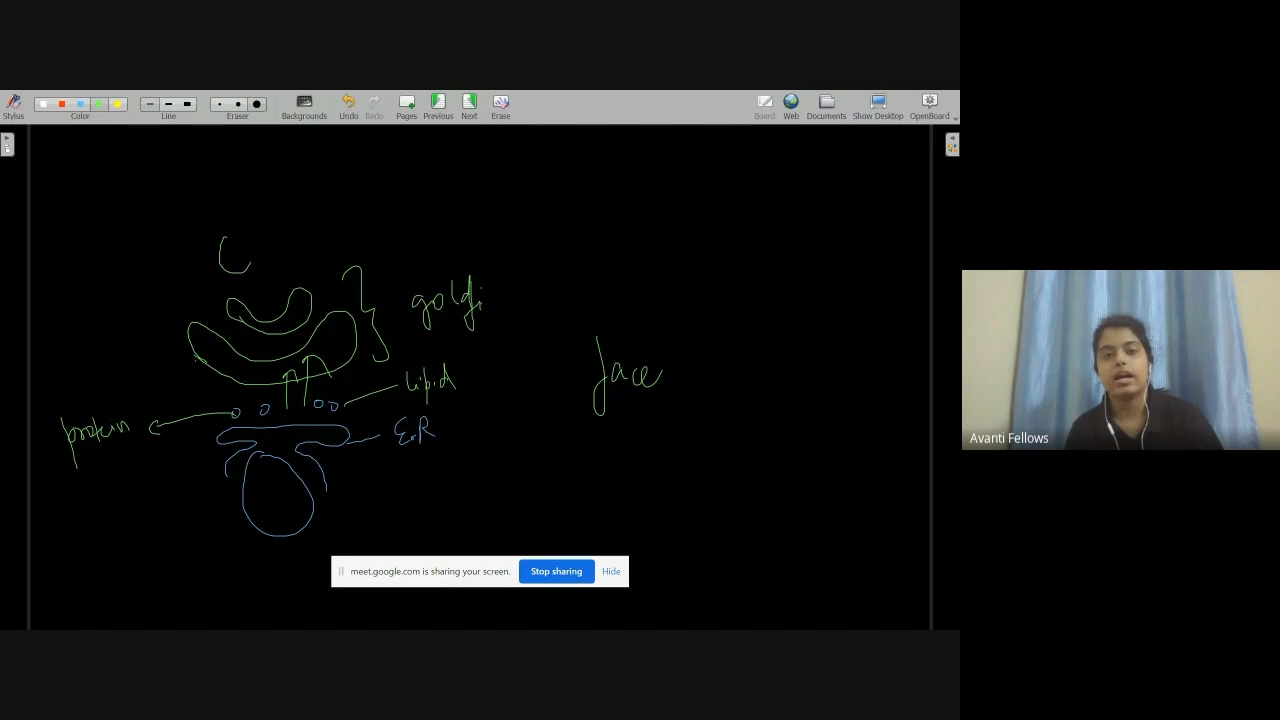 Stylus Color Line Eraser Backgrounds Undo Redo Pages Previous Next Erase Board Web Documents Show Desktop OpenBoard
golgi
face
Lipid
protein
E.R
Avanti Fellows
meet.google.com is sharing your screen. Stop sharing Hide